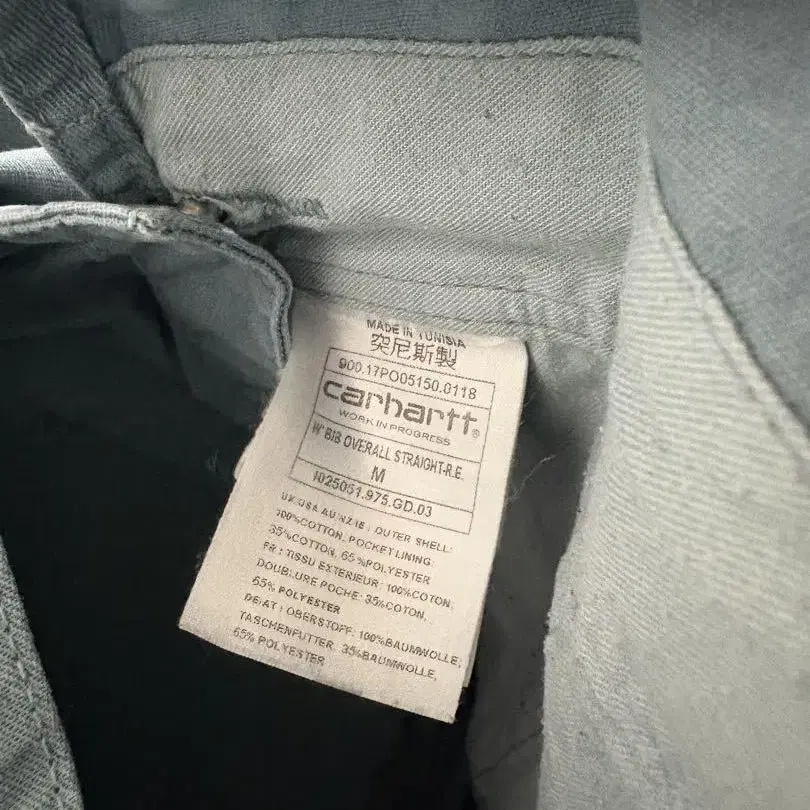 MADE IN TUNISIA
突尼斯製
900.17PO05150.0118
carhartt®
WORK IN PROGRESS
W' BIB OVERALL STRAIGHT-R.E.
M
I025051.975.GD.03
UK USA AU NZ IE : OUTER SHELL:
100%COTTON, POCKET LINING:
35%COTTON, 65%POLYESTER
FR : TISSU EXTERIEUR: 100%COTON,
DOUBLURE POCHE: 35%COTON,
65% POLYESTER
DE AT : OBERSTOFF: 100%BAUMWOLLE,
TASCHENFUTTER: 35%BAUMWOLLE,
65% POLYESTER